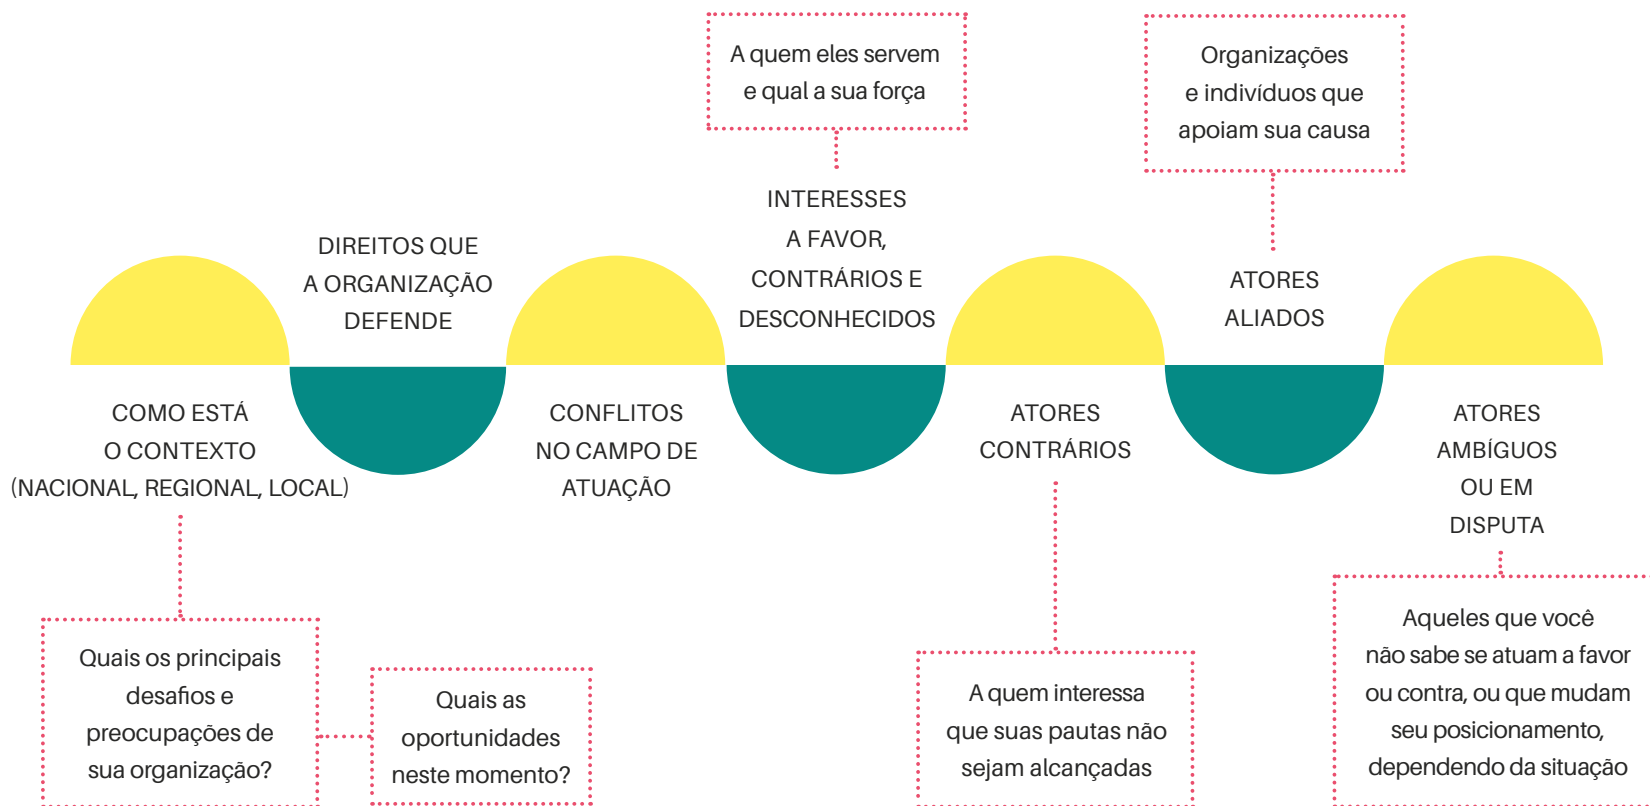 COMO ESTÁ
O CONTEXTO
(NACIONAL, REGIONAL, LOCAL)
Quais os principais
desafios e
preocupações de
sua organização?
Quais as
oportunidades
neste momento?
DIREITOS QUE
A ORGANIZAÇÃO
DEFENDE
CONFLITOS
NO CAMPO DE
ATUAÇÃO
A quem eles servem
e qual a sua força
INTERESSES
A FAVOR,
CONTRÁRIOS E
DESCONHECIDOS
ATORES
CONTRÁRIOS
A quem interessa
que suas pautas não
sejam alcançadas
Organizações
e indivíduos que
apoiam sua causa
ATORES
ALIADOS
ATORES
AMBÍGUOS
OU EM
DISPUTA
Aqueles que você
não sabe se atuam a favor
ou contra, ou que mudam
seu posicionamento,
dependendo da situação